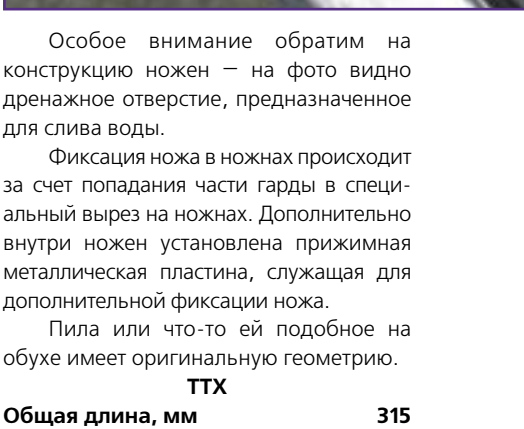 Особое внимание обратим на
конструкцию ножен — на фото видно
дренажное отверстие, предназначенное
для слива воды.
Фиксация ножа в ножнах происходит
за счет попадания части гарды в специ-
альный вырез на ножнах. Дополнительно
внутри ножен установлена прижимная
металлическая пластина, служащая для
дополнительной фиксации ножа.
Пила или что-то ей подобное на
обухе имеет оригинальную геометрию.
ТТХ
Общая длина, мм 315